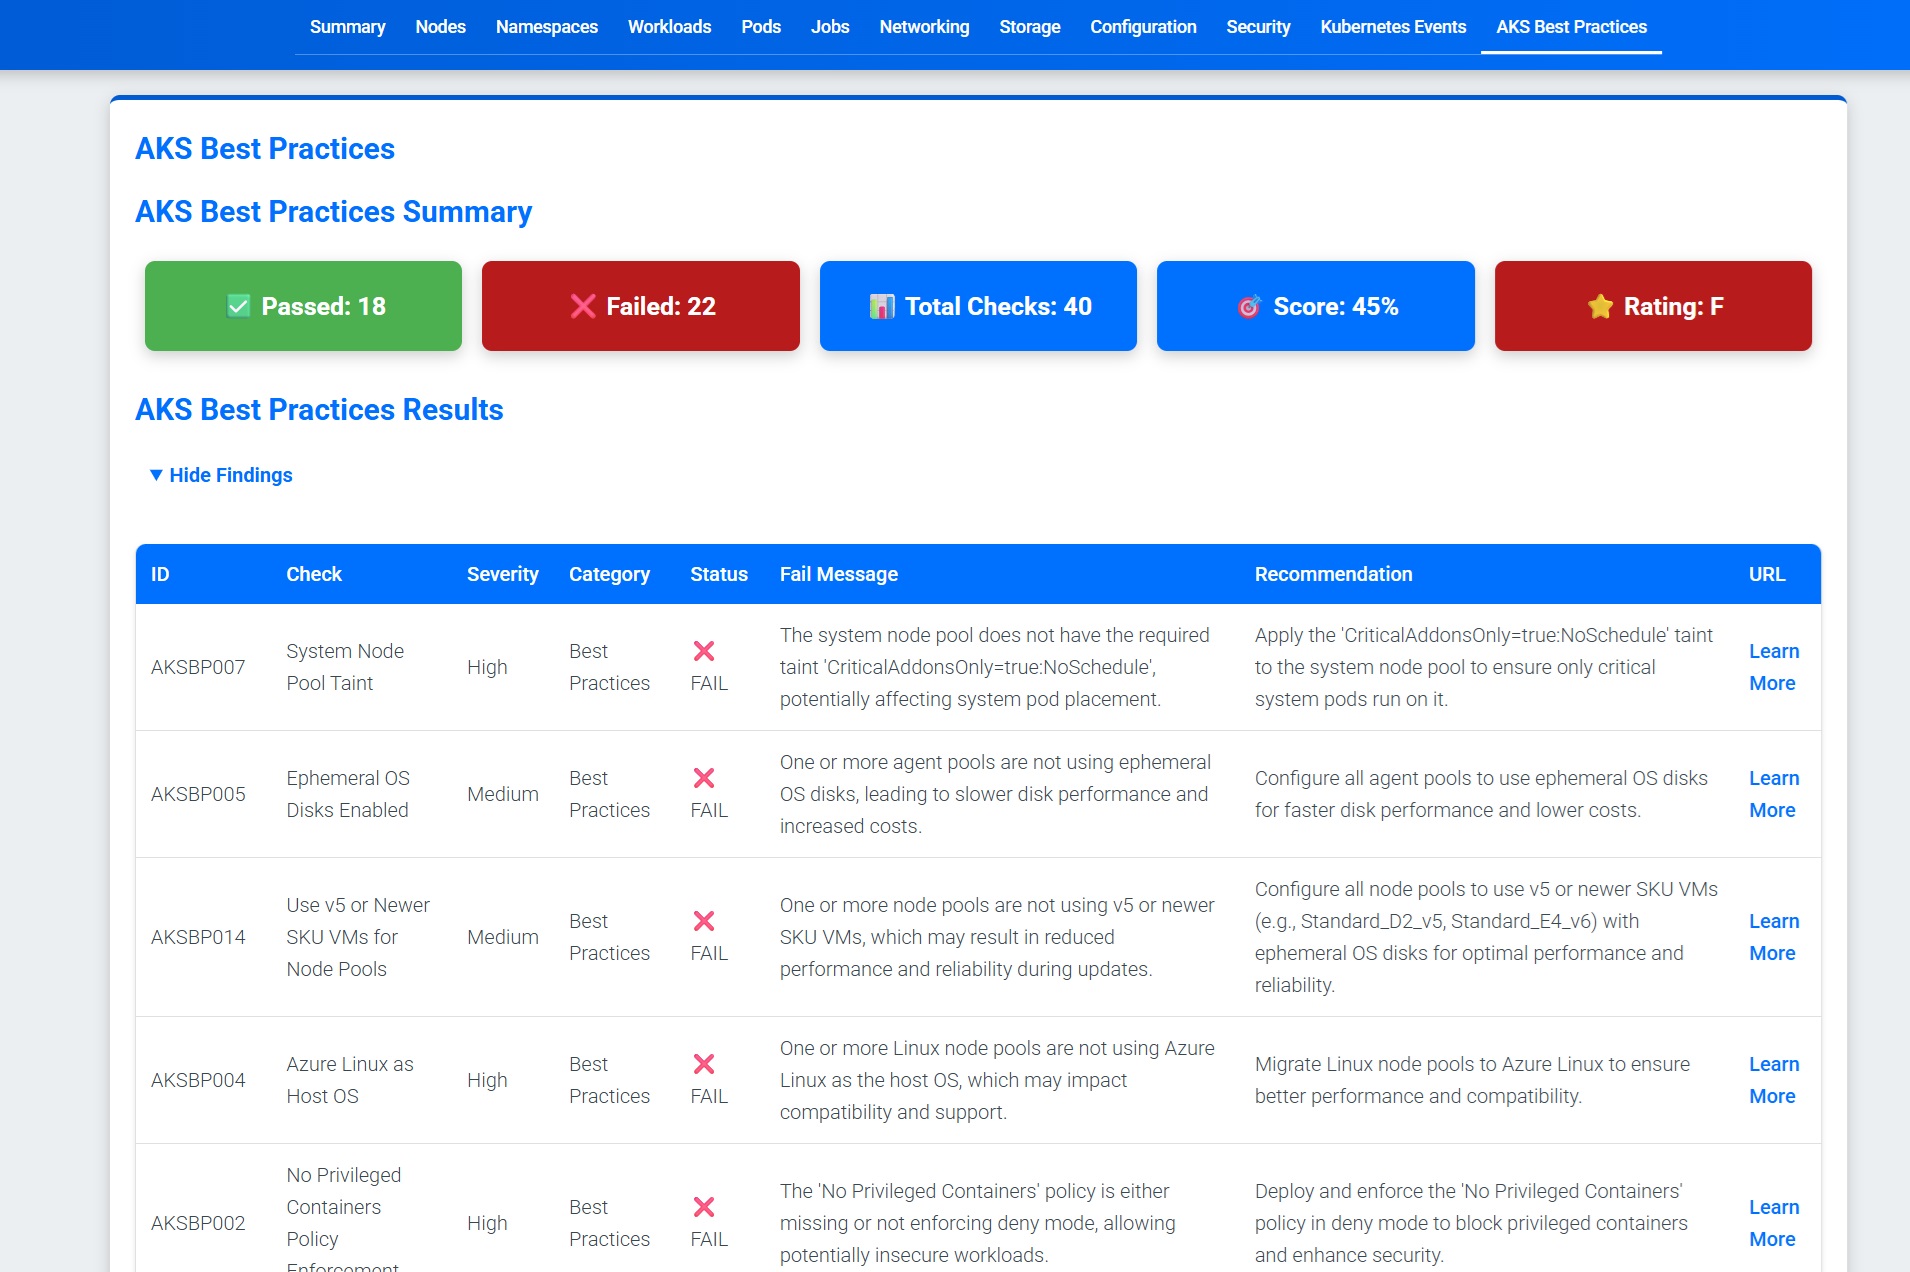 Summary Nodes Namespaces Workloads Pods Jobs Networking Storage Configuration Security Kubernetes Events AKS Best Practices
AKS Best Practices
AKS Best Practices Summary
✅ Passed: 18
❌ Failed: 22
📊 Total Checks: 40
🎯 Score: 45%
⭐ Rating: F
AKS Best Practices Results
▼ Hide Findings
ID Check Severity Category Status Fail Message Recommendation URL
AKSBP007
System Node
Pool Taint
High
Best
Practices
❌
FAIL
The system node pool does not have the required
taint 'CriticalAddonsOnly=true:NoSchedule',
potentially affecting system pod placement.
Apply the 'CriticalAddonsOnly=true:NoSchedule' taint
to the system node pool to ensure only critical
system pods run on it.
Learn
More
AKSBP005
Ephemeral OS
Disks Enabled
Medium
Best
Practices
❌
FAIL
One or more agent pools are not using ephemeral
OS disks, leading to slower disk performance and
increased costs.
Configure all agent pools to use ephemeral OS disks
for faster disk performance and lower costs.
Learn
More
AKSBP014
Use v5 or Newer
SKU VMs for
Node Pools
Medium
Best
Practices
❌
FAIL
One or more node pools are not using v5 or newer
SKU VMs, which may result in reduced
performance and reliability during updates.
Configure all node pools to use v5 or newer SKU VMs
(e.g., Standard_D2_v5, Standard_E4_v6) with
ephemeral OS disks for optimal performance and
reliability.
Learn
More
AKSBP004
Azure Linux as
Host OS
High
Best
Practices
❌
FAIL
One or more Linux node pools are not using Azure
Linux as the host OS, which may impact
compatibility and support.
Migrate Linux node pools to Azure Linux to ensure
better performance and compatibility.
Learn
More
AKSBP002
No Privileged
Containers
Policy
Enforcement
High
Best
Practices
❌
FAIL
The 'No Privileged Containers' policy is either
missing or not enforcing deny mode, allowing
potentially insecure workloads.
Deploy and enforce the 'No Privileged Containers'
policy in deny mode to block privileged containers
and enhance security.
Learn
More